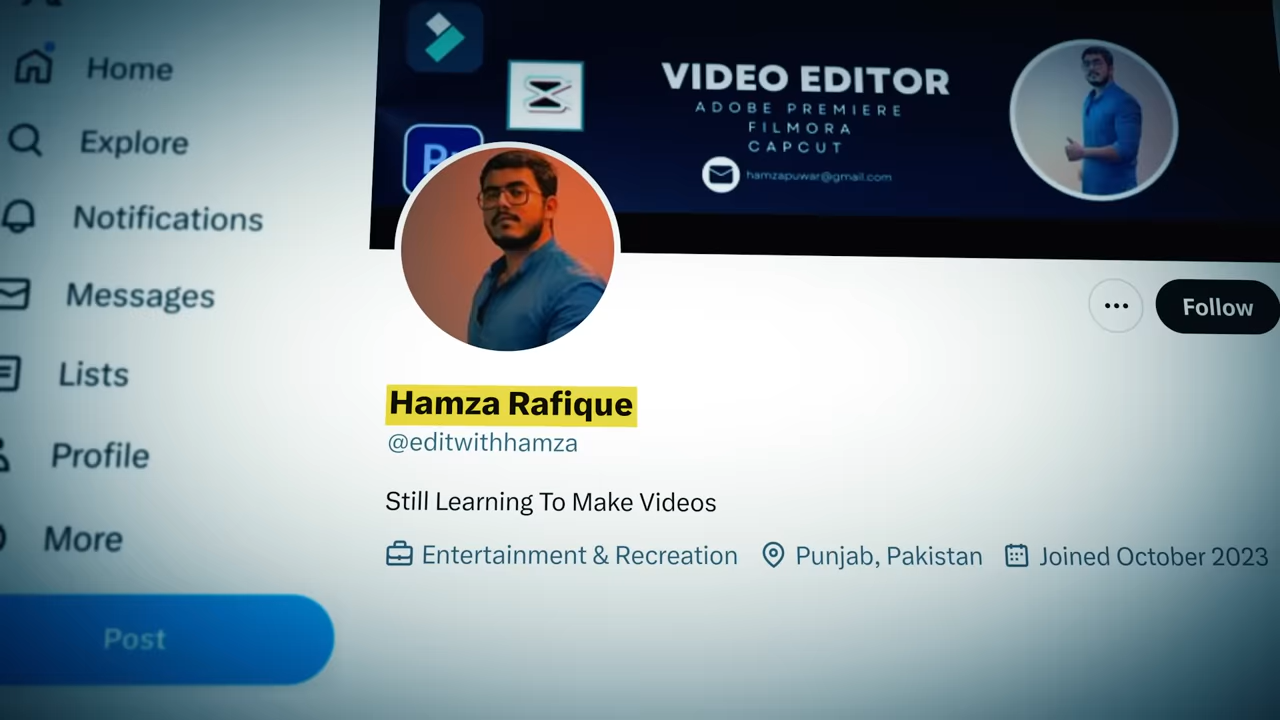 Home
Explore
Notifications
Messages
Lists
Profile
More
Post
VIDEO EDITOR
ADOBE PREMIERE
FILMORA
CAPCUT
hamzapuwar@gmail.com
Follow
Hamza Rafique
@editwithhamza
Still Learning To Make Videos
Entertainment & Recreation Punjab, Pakistan Joined October 2023